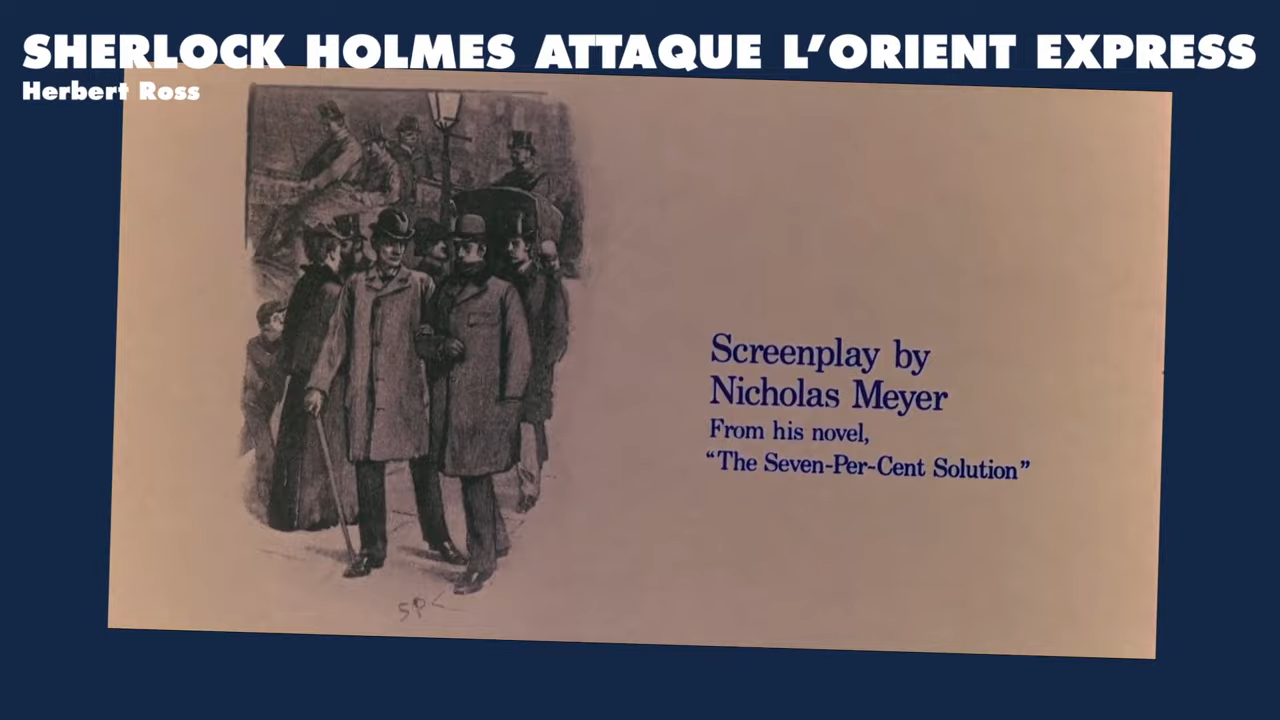 SHERLOCK HOLMES ATTAQUE L’ORIENT EXPRESS
Herbert Ross
Screenplay by
Nicholas Meyer
From his novel,
“The Seven-Per-Cent Solution”
SP